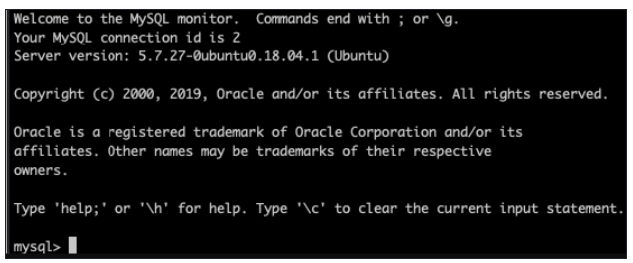 Welcome to the MySQL monitor.  Commands end with ; or \g.
Your MySQL connection id is 2
Server version: 5.7.27-0ubuntu0.18.04.1 (Ubuntu)
Copyright (c) 2000, 2019, Oracle and/or its affiliates. All rights reserved.
Oracle is a registered trademark of Oracle Corporation and/or its
affiliates. Other names may be trademarks of their respective
owners.
Type 'help;' or '\h' for help. Type '\c' to clear the current input statement.
mysql>